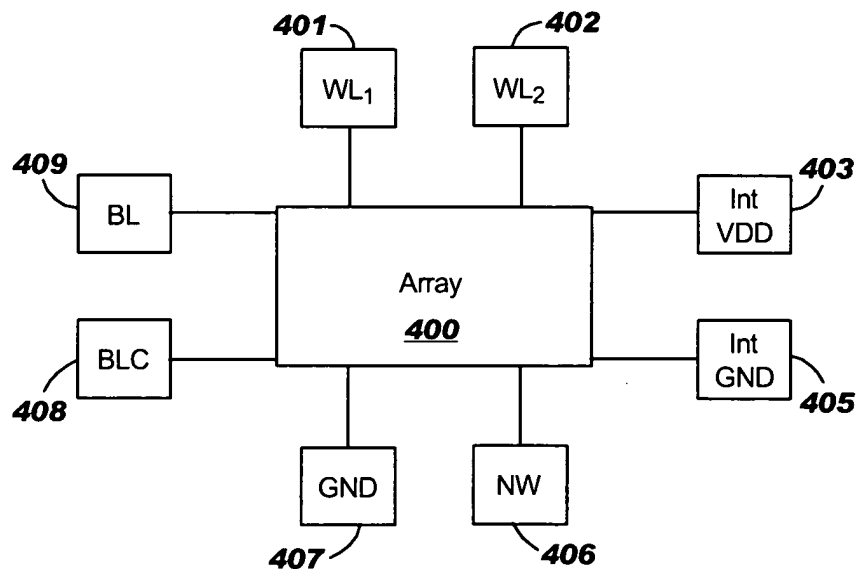 401
402
WL1
WL2
409
403
BL
Int
VDD
Array
400
BLC
Int
GND
408
405
GND
NW
407
406